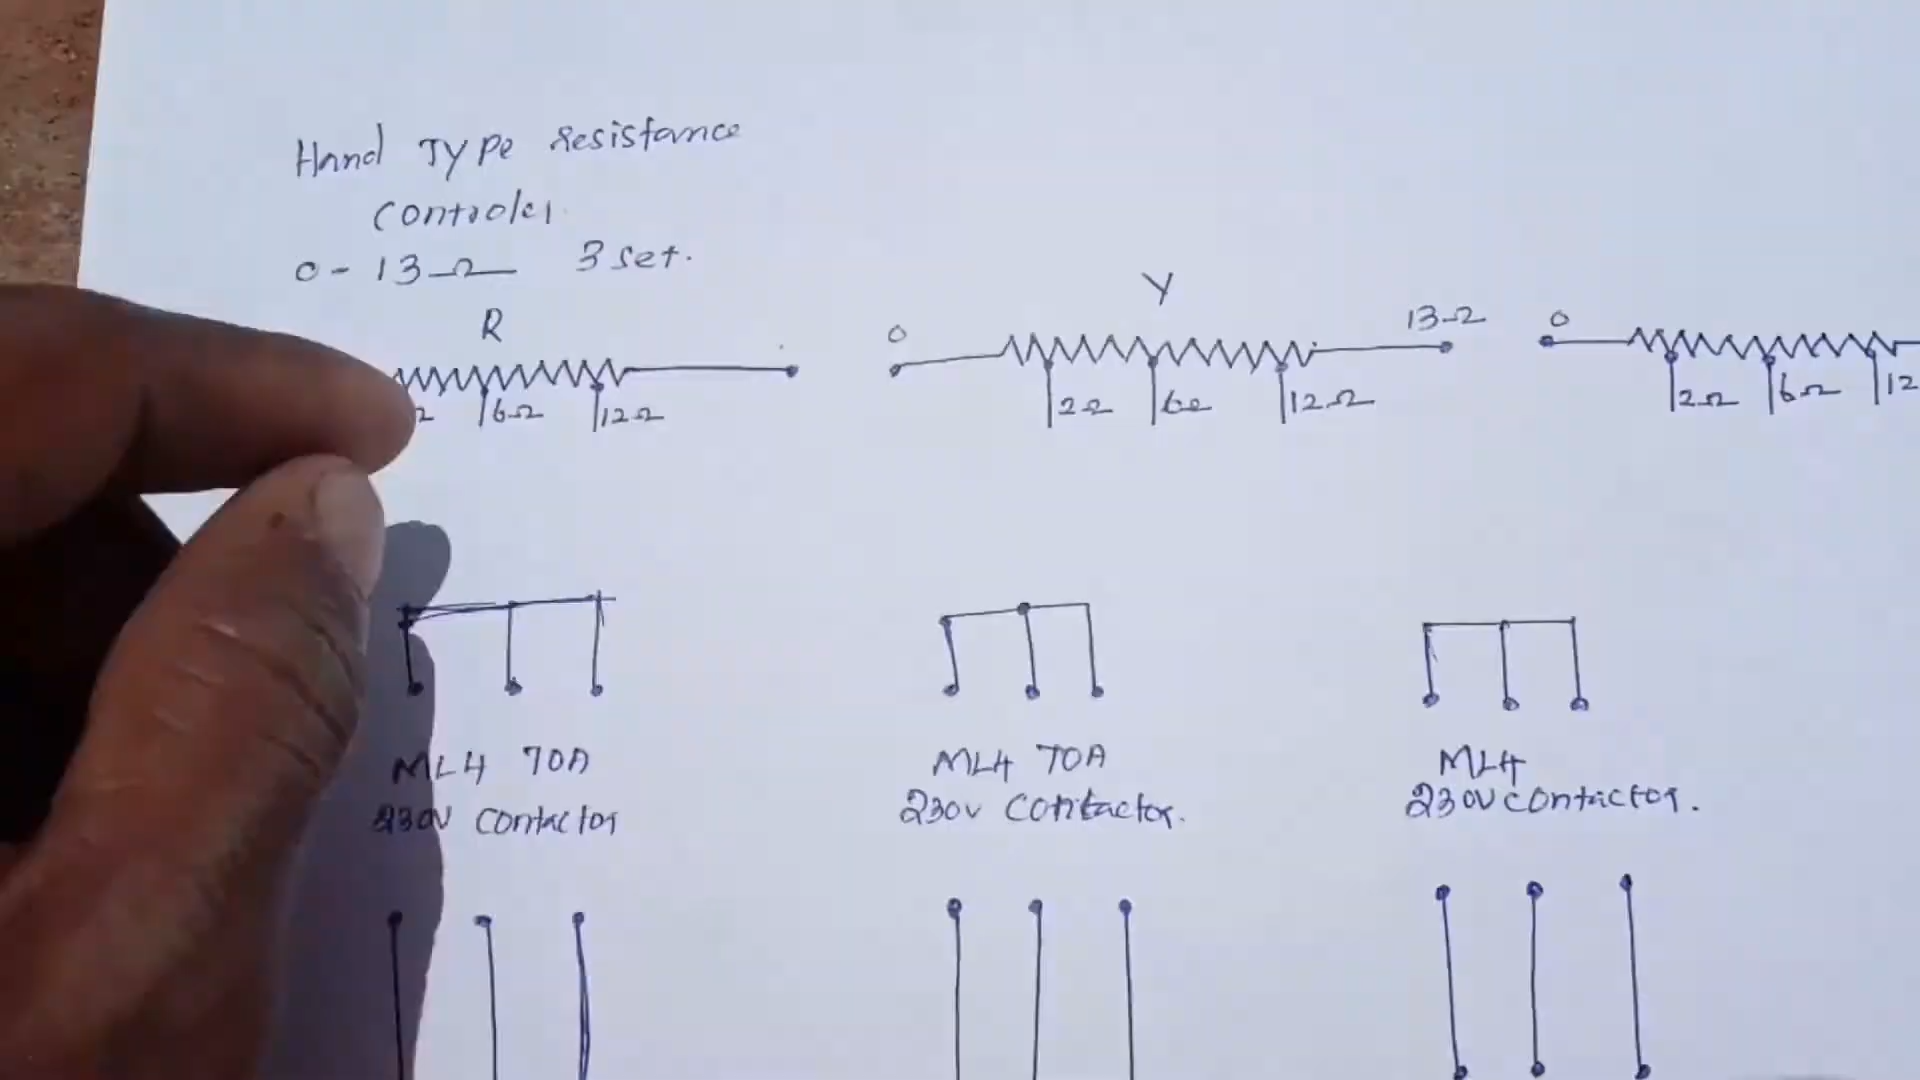 Hand Type Resistance
Controler
0 - 13Ω 3 set.
R
Y
0
13Ω
0
6Ω
12Ω
2Ω
6Ω
12Ω
2Ω
6Ω
12
ML4 70A
ML4 70A
ML4
230V Contactor
230V Contactor.
230V Contactor.